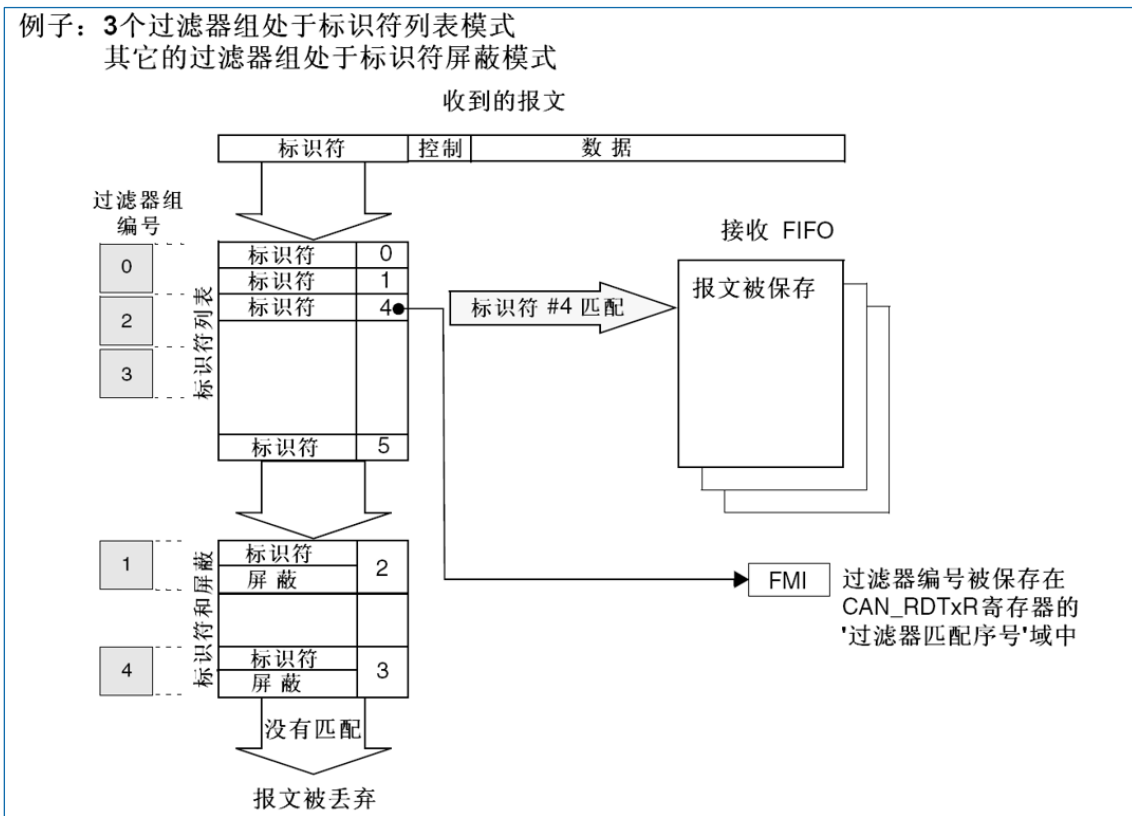 例子：3个过滤器组处于标识符列表模式
其它的过滤器组处于标识符屏蔽模式
收到的报文
标识符 控制 数据
过滤器组
编号
0
2
3
标识符列表
标识符 0
标识符 1
标识符 4
标识符 5
标识符 #4 匹配
接收 FIFO
报文被保存
1
4
标识符和屏蔽
标识符
屏蔽
2
标识符
屏蔽
3
FMI
过滤器编号被保存在
CAN_RDTxR寄存器的
'过滤器匹配序号'域中
没有匹配
报文被丢弃